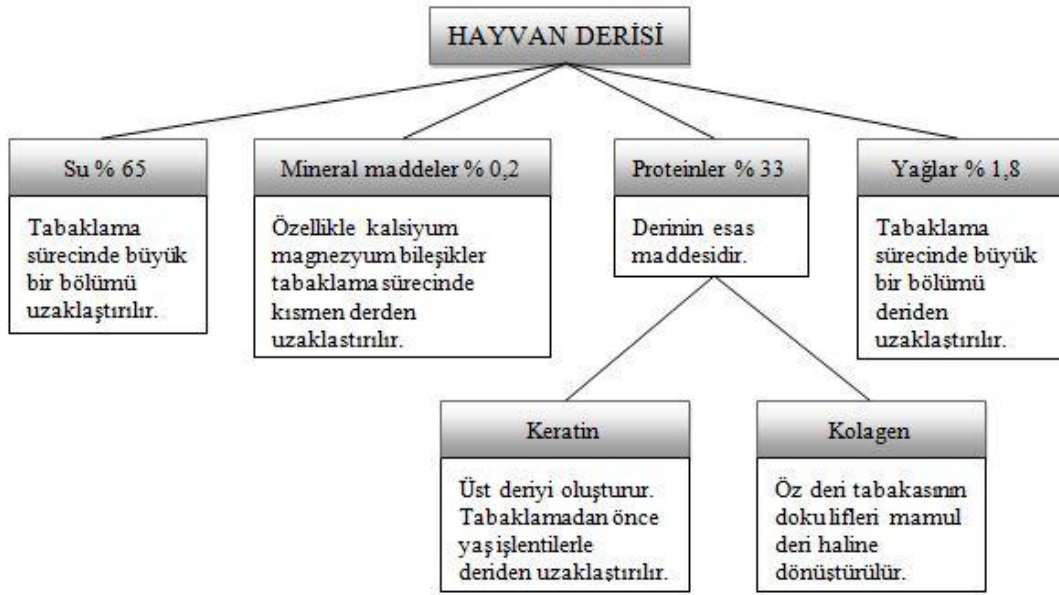 HAYVAN DERİSİ
Su % 65
Tabaklama
sürecinde büyük
bir bölümü
uzaklaştırılır.
Mineral maddeler % 0,2
Özellikle kalsiyum
magnezyum bileşikler
tabaklama sürecinde
kısmen derden
uzaklastırılır.
Proteinler % 33
Derinin esas
maddesidir.
Yağlar % 1,8
Tabaklama
sürecinde büyük
bir bölümü
deriden
uzaklaştırılır.
Keratin
Üst deriyi oluşturur.
Tabaklamadan önce
yaş işlentilerle
deriden uzaklaştırılır.
Kolagen
Öz deri tabakasının
doku lifleri mamul
deri haline
dönüştürülür.